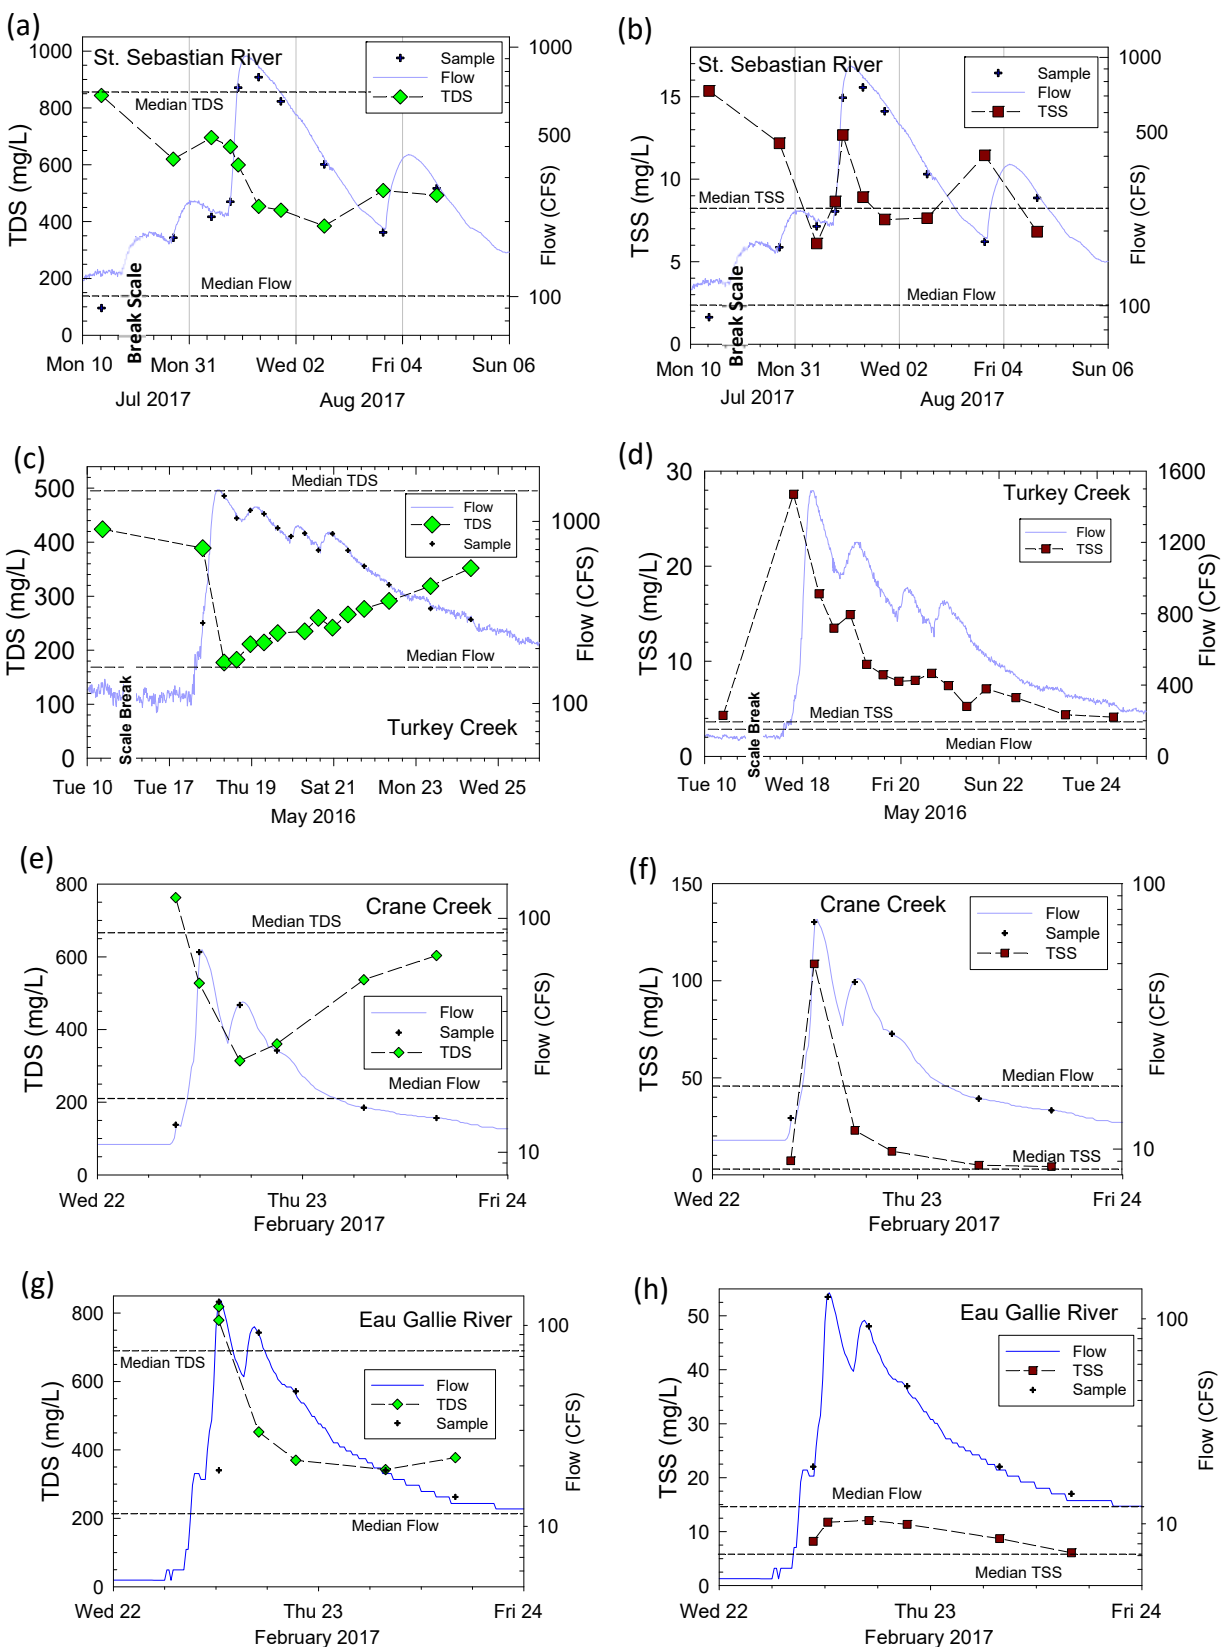 (a)
St. Sebastian River
Sample
Flow
TDS
Median TDS
Median Flow
Break Scale
TDS (mg/L)
1000
800
600
400
200
0
Flow (CFS)
1000
500
100
Mon 10 Mon 31 Wed 02 Fri 04 Sun 06
Jul 2017 Aug 2017
(b)
St. Sebastian River
Sample
Flow
TSS
Median TSS
Median Flow
Break Scale
TSS (mg/L)
15
10
5
0
Flow (CFS)
1000
500
100
Mon 10 Mon 31 Wed 02 Fri 04 Sun 06
Jul 2017 Aug 2017
(c)
Median TDS
Flow
TDS
Sample
Median Flow
Scale Break
Turkey Creek
TDS (mg/L)
500
400
300
200
100
0
Flow (CFS)
1000
100
Tue 10 Tue 17 Thu 19 Sat 21 Mon 23 Wed 25
May 2016
(d)
Turkey Creek
Flow
TSS
Median TSS
Median Flow
Scale Break
TSS (mg/L)
30
20
10
0
Flow (CFS)
1600
1200
800
400
0
Tue 10 Wed 18 Fri 20 Sun 22 Tue 24
May 2016
(e)
Crane Creek
Median TDS
Flow
Sample
TDS
Median Flow
TDS (mg/L)
800
600
400
200
0
Flow (CFS)
100
10
Wed 22 Thu 23 Fri 24
February 2017
(f)
Crane Creek
Flow
Sample
TSS
Median Flow
Median TSS
TSS (mg/L)
150
100
50
0
Flow (CFS)
100
10
Wed 22 Thu 23 Fri 24
February 2017
(g)
Eau Gallie River
Median TDS
Flow
TDS
Sample
Median Flow
TDS (mg/L)
800
600
400
200
0
Flow (CFS)
100
10
Wed 22 Thu 23 Fri 24
February 2017
(h)
Eau Gallie River
Flow
TSS
Sample
Median Flow
Median TSS
TSS (mg/L)
50
40
30
20
10
0
Flow (CFS)
100
10
Wed 22 Thu 23 Fri 24
February 2017